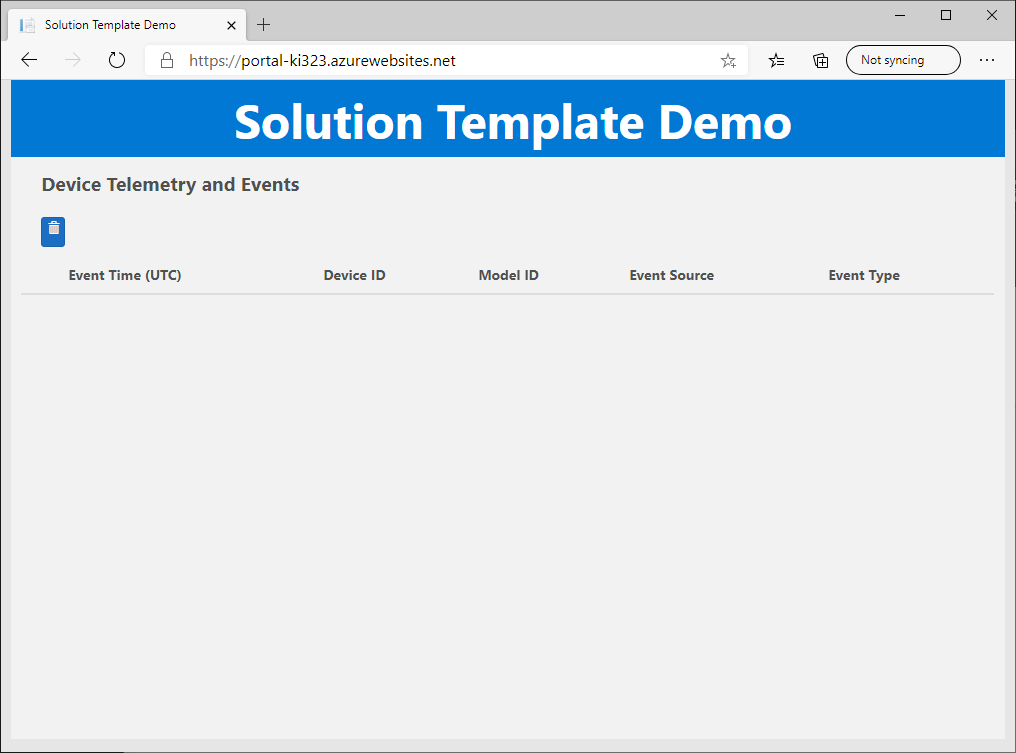 Solution Template Demo
https://portal-ki323.azurewebsites.net
Not syncing
Solution Template Demo
Device Telemetry and Events
Event Time (UTC) Device ID Model ID Event Source Event Type